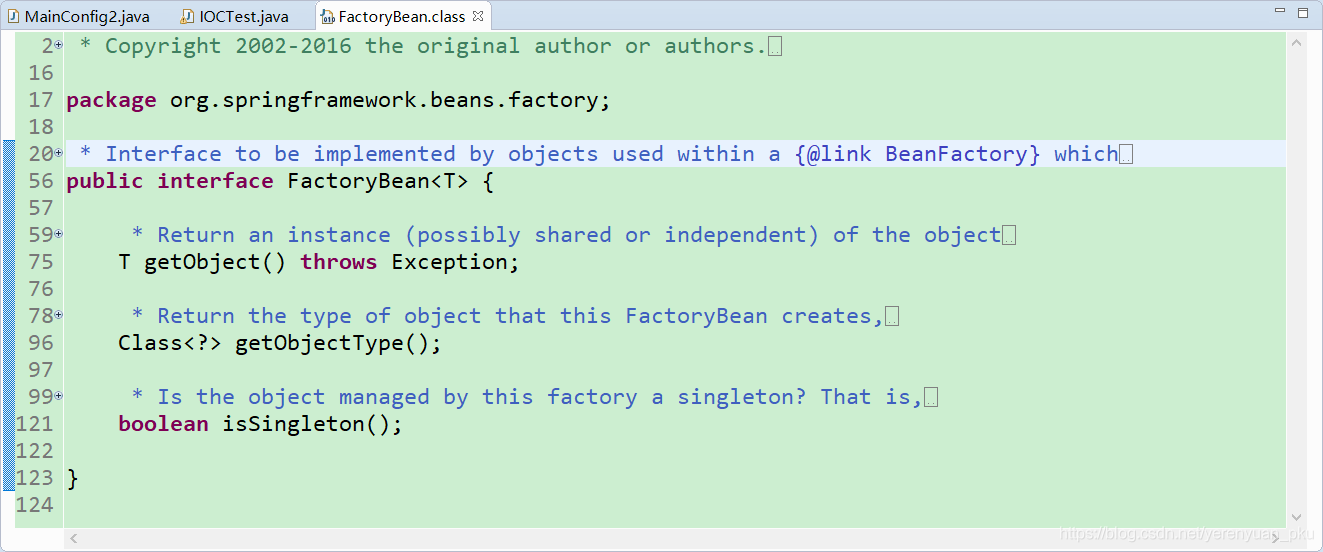 MainConfig2.java IOCTest.java FactoryBean.class
2 * Copyright 2002-2016 the original author or authors.
16
17 package org.springframework.beans.factory;
18
20 * Interface to be implemented by objects used within a {@link BeanFactory} which
56 public interface FactoryBean<T> {
57
59 * Return an instance (possibly shared or independent) of the object
75 T getObject() throws Exception;
76
78 * Return the type of object that this FactoryBean creates,
96 Class<?> getObjectType();
97
99 * Is the object managed by this factory a singleton? That is,
121 boolean isSingleton();
122
123 }
124
https://blog.csdn.net/yerenyuan_pku